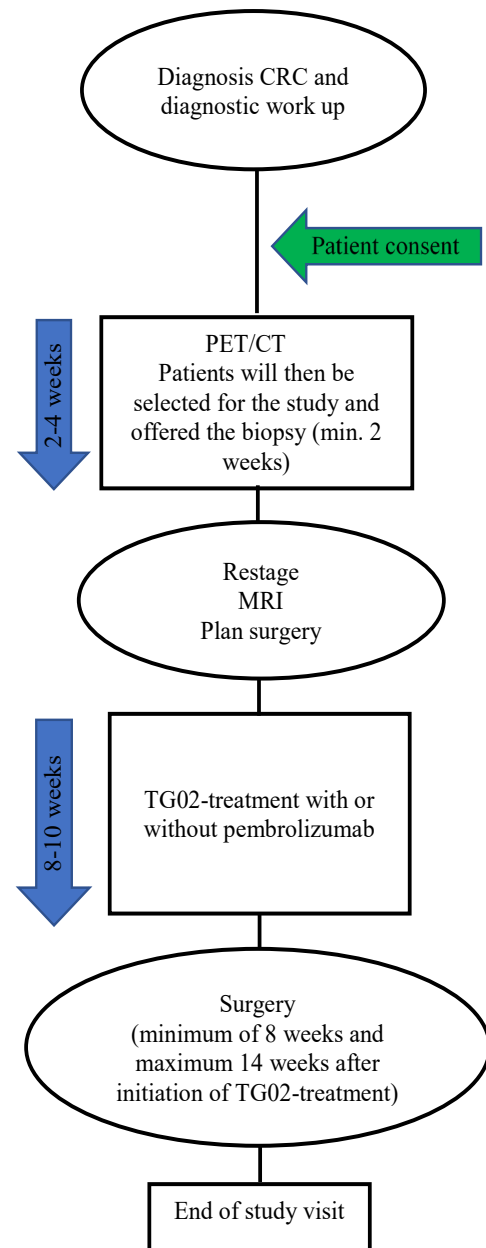 Diagnosis CRC and
diagnostic work up
Patient consent
2-4 weeks
PET/CT
Patients will then be
selected for the study and
offered the biopsy (min. 2
weeks)
Restage
MRI
Plan surgery
8-10 weeks
TG02-treatment with or
without pembrolizumab
Surgery
(minimum of 8 weeks and
maximum 14 weeks after
initiation of TG02-treatment)
End of study visit